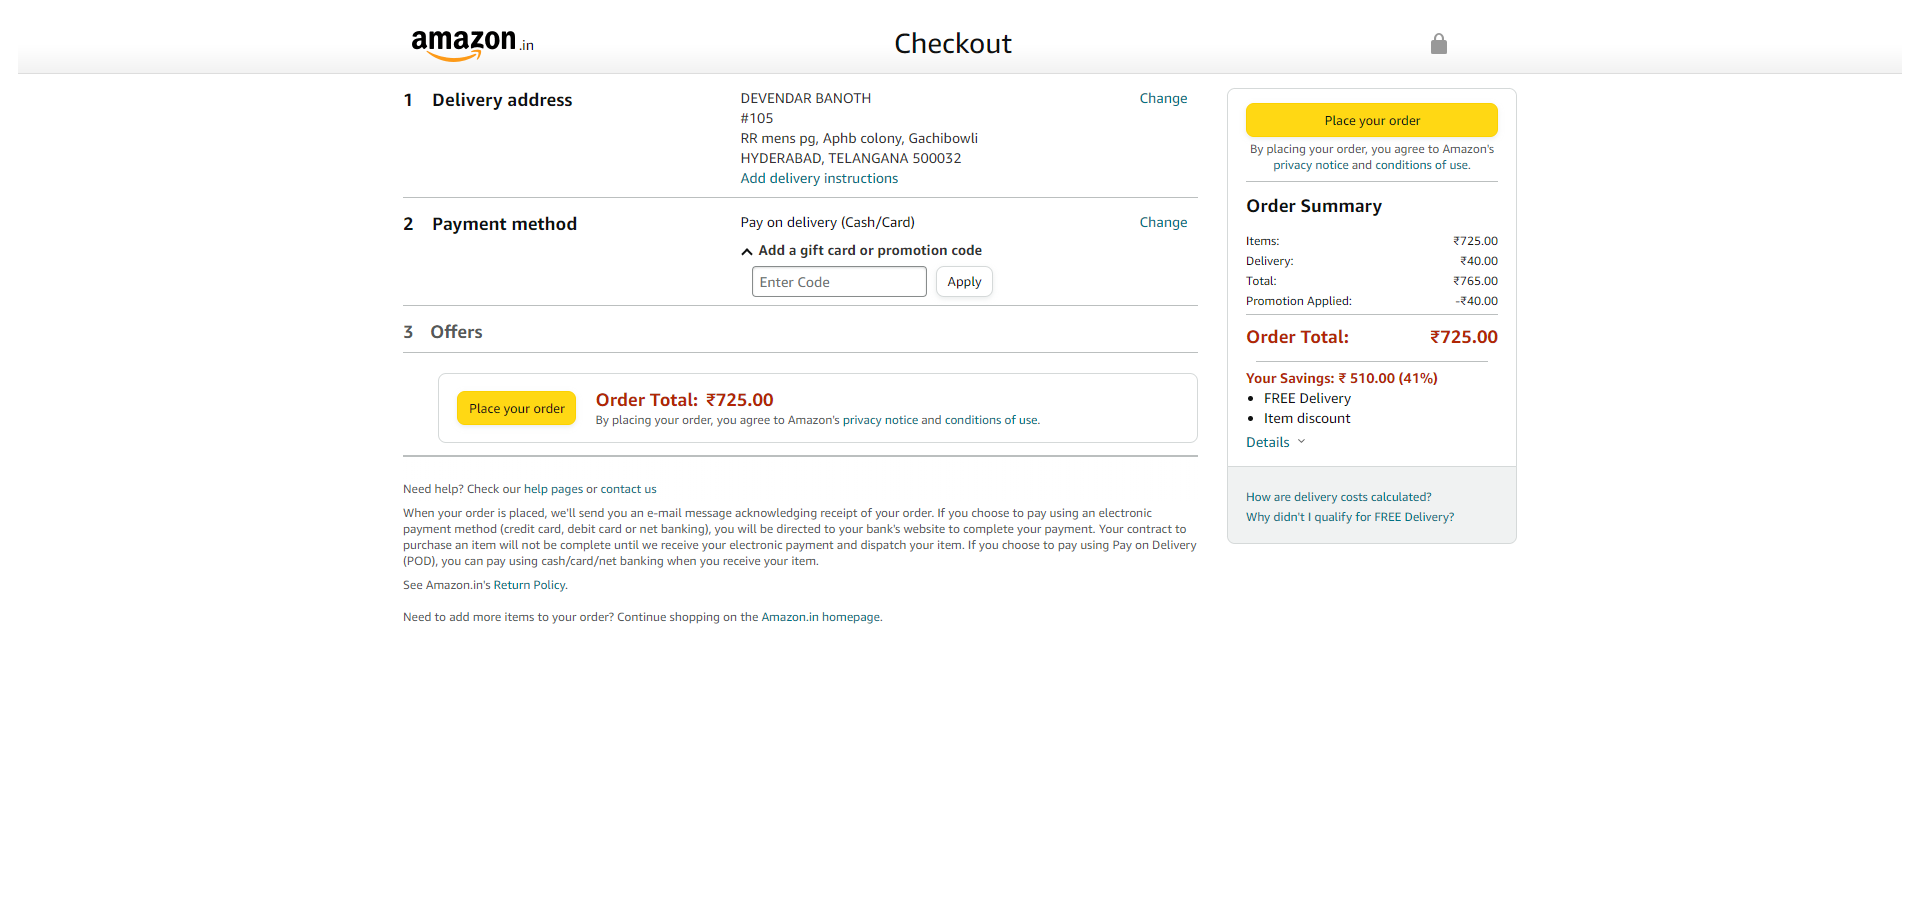 amazon.in
Checkout
1 Delivery address
DEVENDAR BANOTH
#105
RR mens pg, Aphb colony, Gachibowli
HYDERABAD, TELANGANA 500032
Add delivery instructions
Change
2 Payment method
Pay on delivery (Cash/Card)
Change
Add a gift card or promotion code
Enter Code
Apply
3 Offers
Place your order
Order Total: ₹725.00
By placing your order, you agree to Amazon's privacy notice and conditions of use.
Need help? Check our help pages or contact us
When your order is placed, we'll send you an e-mail message acknowledging receipt of your order. If you choose to pay using an electronic
payment method (credit card, debit card or net banking), you will be directed to your bank's website to complete your payment. Your contract to
purchase an item will not be complete until we receive your electronic payment and dispatch your item. If you choose to pay using Pay on Delivery
(POD), you can pay using cash/card/net banking when you receive your item.
See Amazon.in's Return Policy.
Need to add more items to your order? Continue shopping on the Amazon.in homepage.
Place your order
By placing your order, you agree to Amazon's
privacy notice and conditions of use.
Order Summary
Items: ₹725.00
Delivery: ₹40.00
Total: ₹765.00
Promotion Applied: -₹40.00
Order Total: ₹725.00
Your Savings: ₹ 510.00 (41%)
• FREE Delivery
• Item discount
Details
How are delivery costs calculated?
Why didn't I qualify for FREE Delivery?